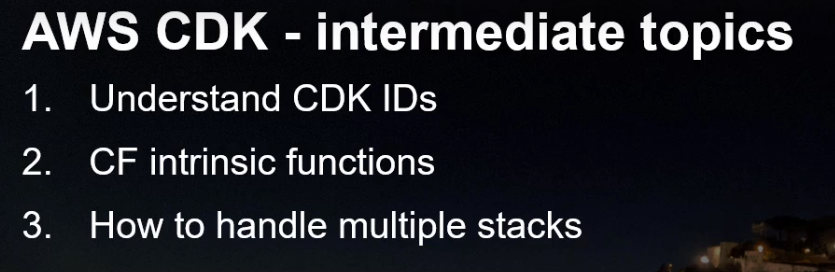 AWS CDK - intermediate topics
1. Understand CDK IDs
2. CF intrinsic functions
3. How to handle multiple stacks